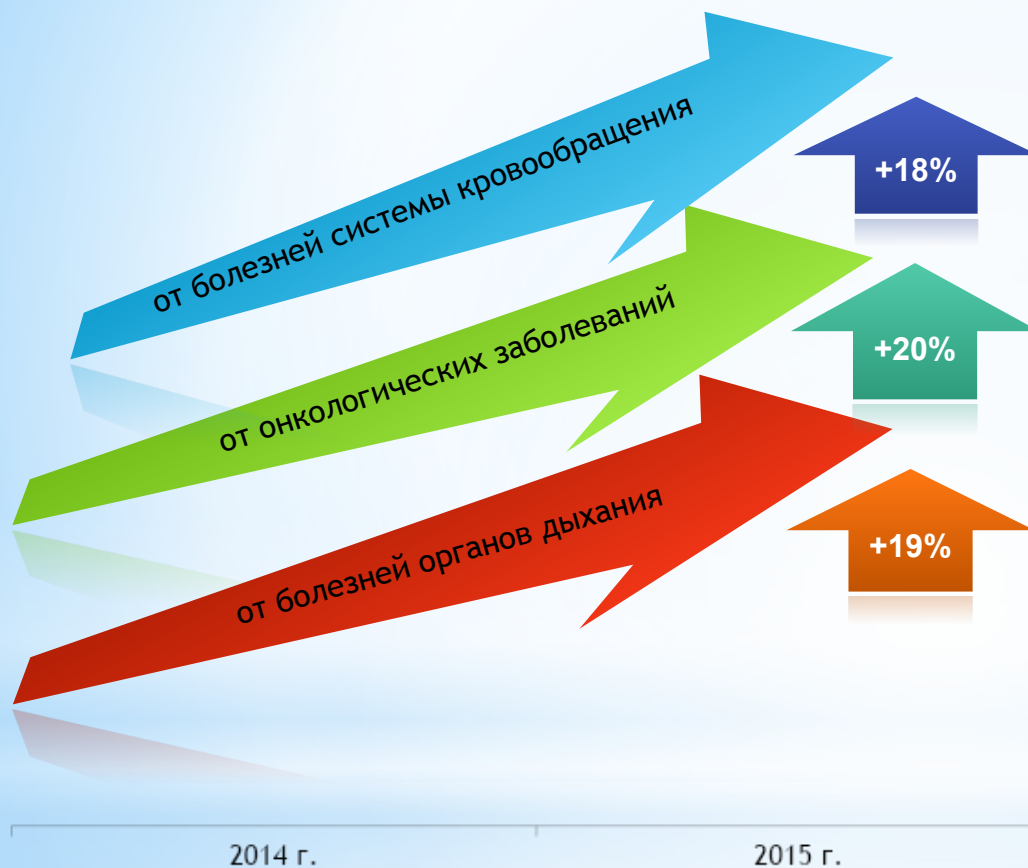 от болезней системы кровообращения
+18%
от онкологических заболеваний
+20%
от болезней органов дыхания
+19%
2014 г.
2015 г.